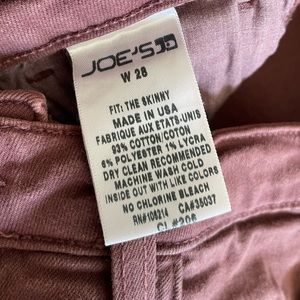 JOE'S
W 28
FIT: THE SKINNY
MADE IN USA
FABRIQUE AUX ETATS-UNIS
93% COTTON/COTON
6% POLYESTER 1% LYCRA
DRY CLEAN RECOMMENDED
MACHINE WASH COLD
INSIDE OUT WITH LIKE COLORS
NO CHLORINE BLEACH
RN#106214 CA#35037